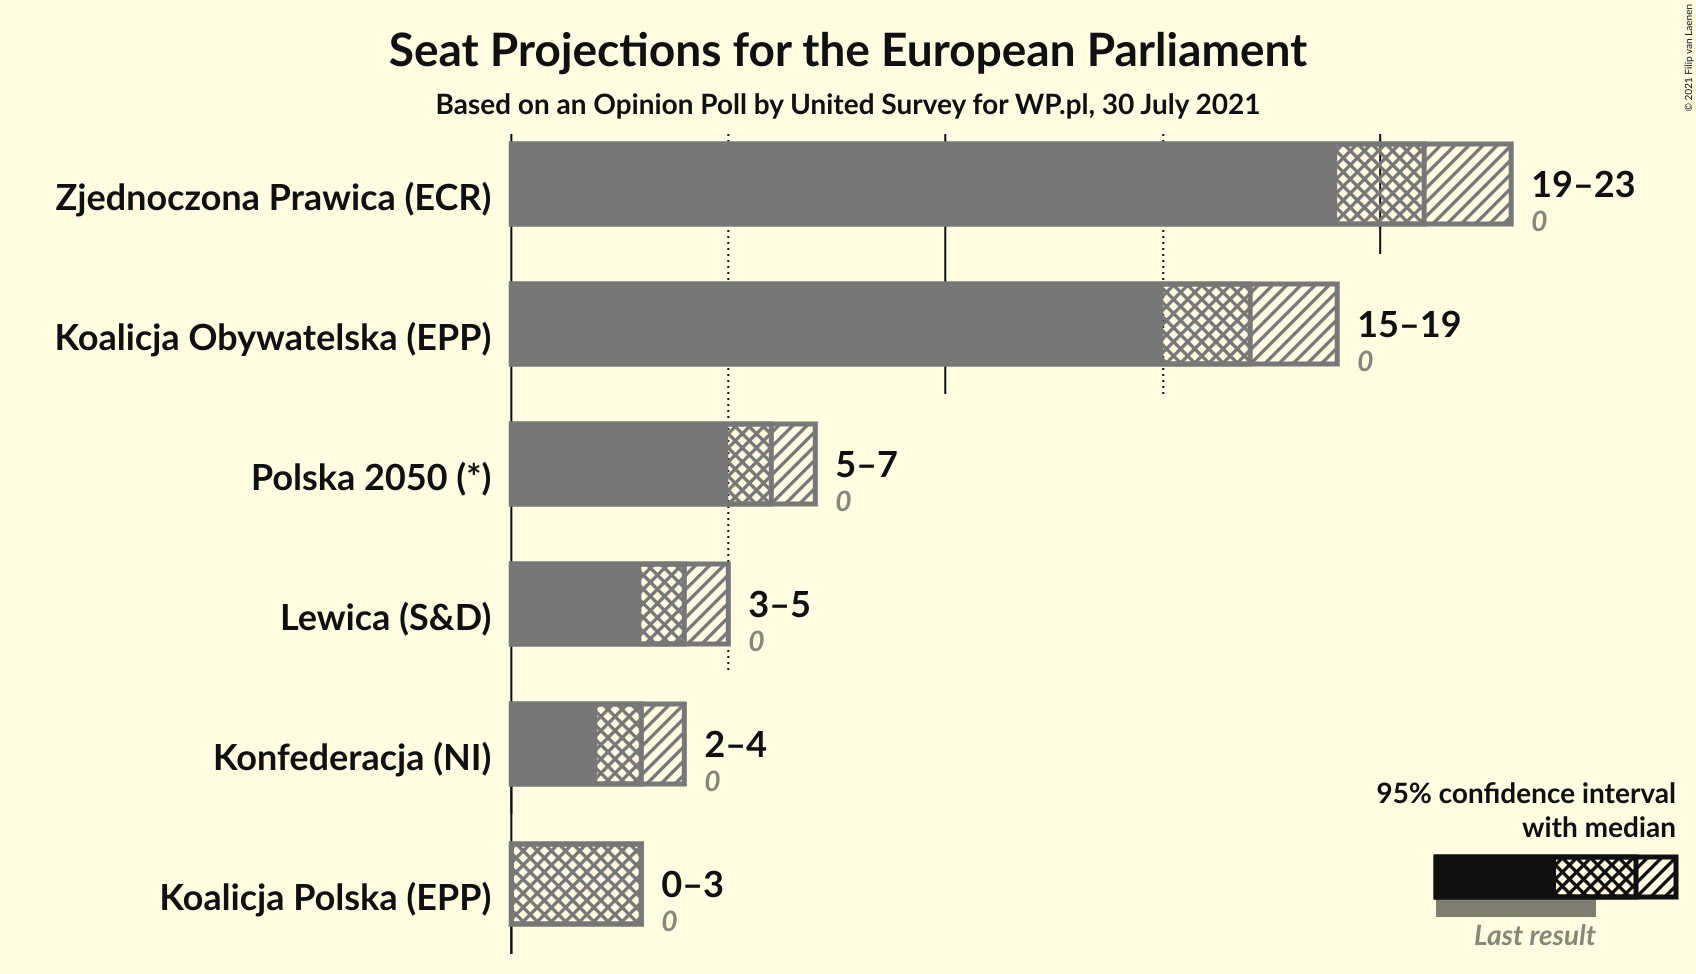 Seat Projections for the European Parliament
Based on an Opinion Poll by United Survey for WP.pl, 30 July 2021
© 2021 Filip van Laenen
Zjednoczona Prawica (ECR)
19–23
0
Koalicja Obywatelska (EPP)
15–19
0
Polska 2050 (*)
5–7
0
Lewica (S&D)
3–5
0
Konfederacja (NI)
2–4
0
Koalicja Polska (EPP)
0–3
0
95% confidence interval
with median
Last result